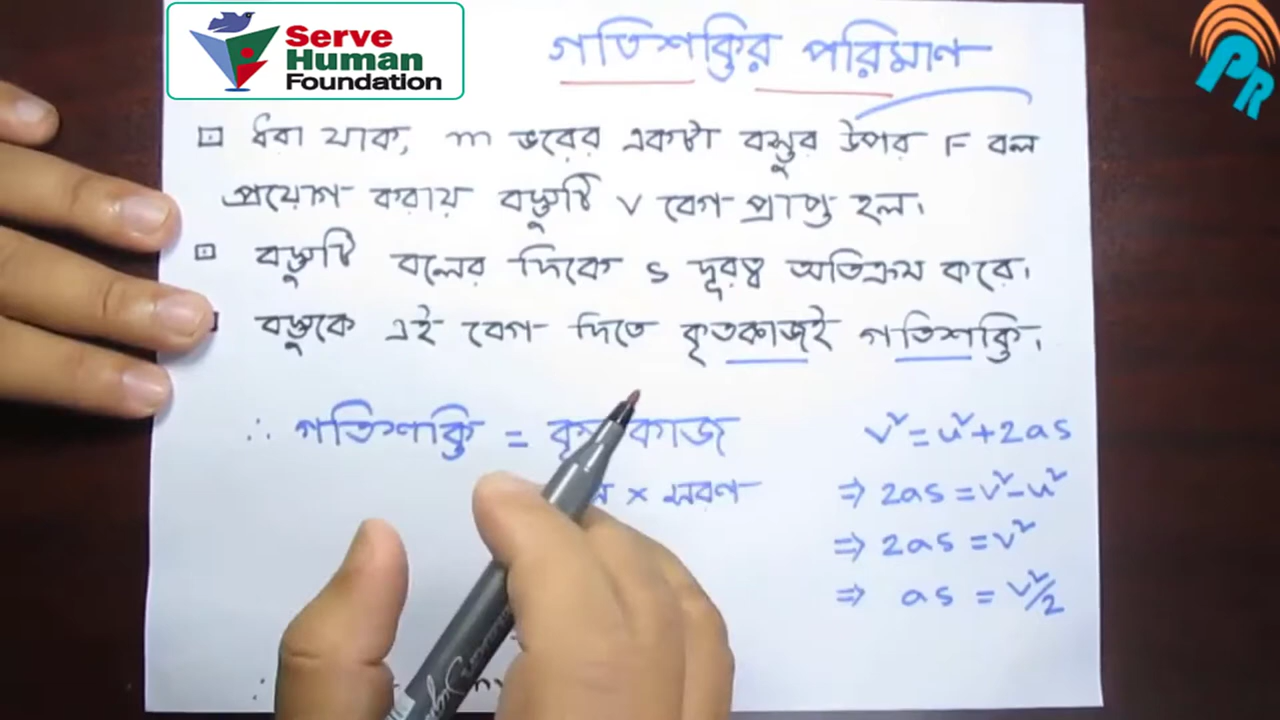 Serve
Human
Foundation
PR
গতিশক্তির পরিমাণ
ধরা যাক, m ভরের একটা বস্তুর উপর F বল
প্রয়োগ করায় বস্তুটি v বেগ প্রাপ্ত হল।
বস্তুটি বলের দিকে s দূরত্ব অতিক্রম করে।
বস্তুকে এই বেগ দিতে কৃতকাজই গতিশক্তি।
∴ গতিশক্তি = কাজ
× সরণ
v² = u² + 2as
⇒ 2as = v² - u²
⇒ 2as = v²
⇒ as = v²/2
∴